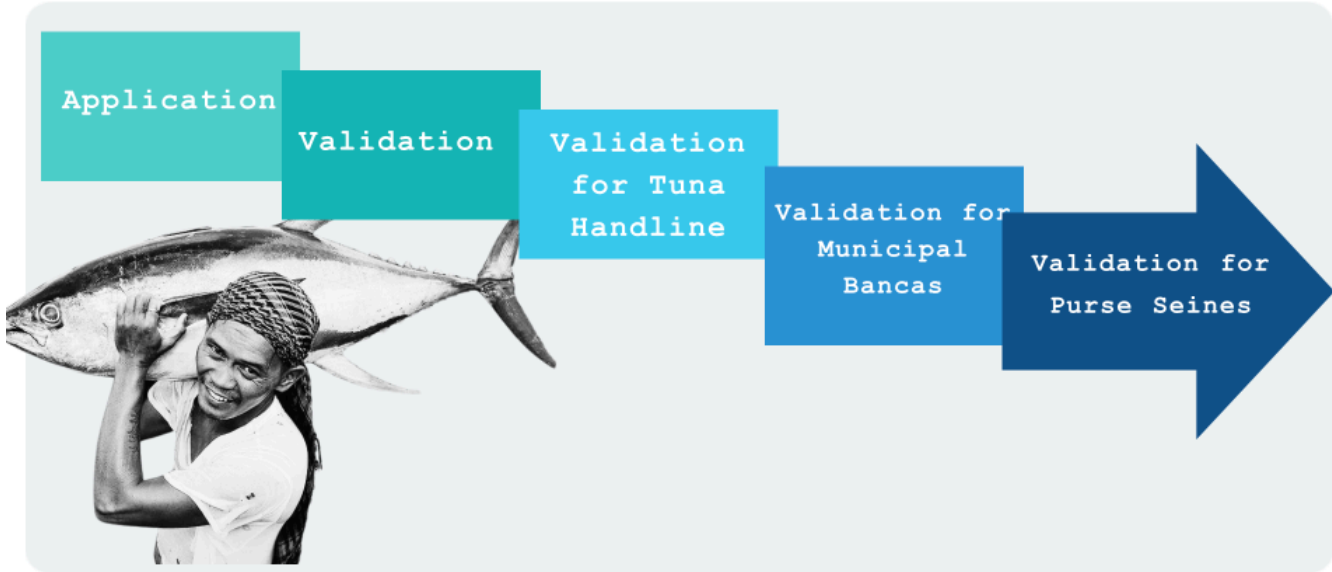 Application
Validation
Validation
for Tuna
Handline
Validation for
Municipal
Bancas
Validation for
Purse Seines